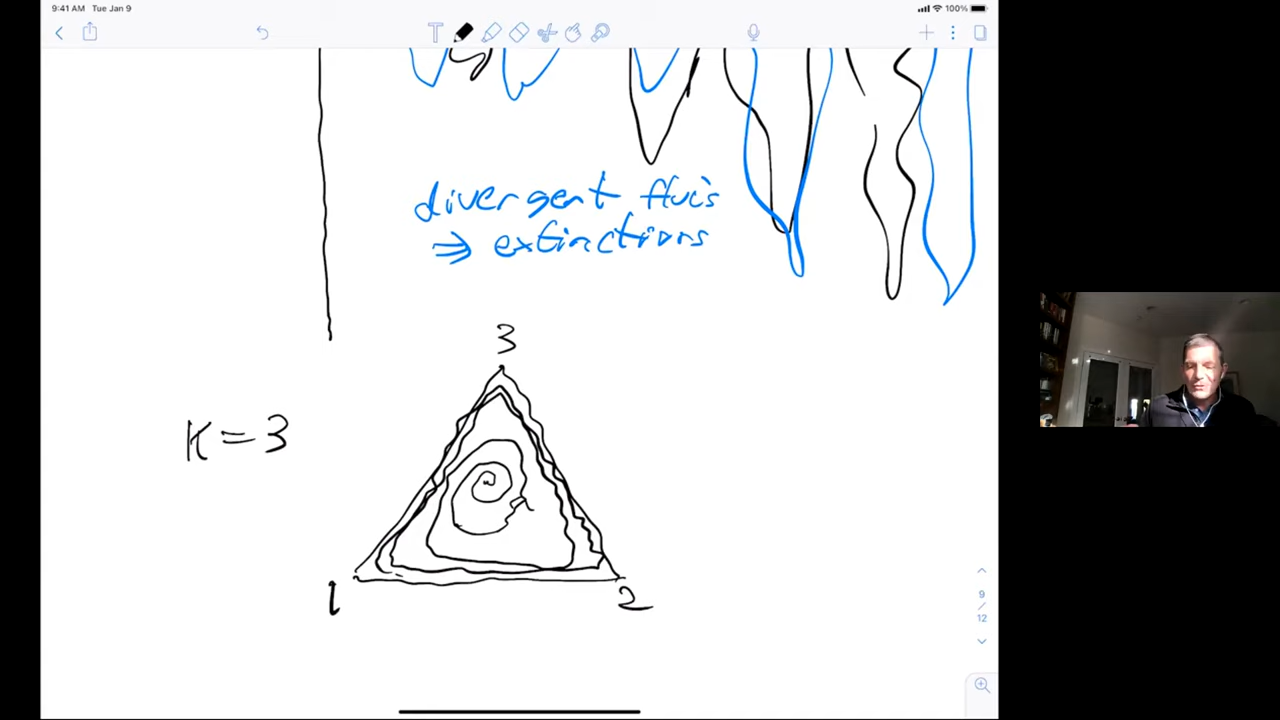 9:41 AM Tue Jan 9
100%
divergent flucs
⇒ extinctions
3
K=3
1
2
9
/
12